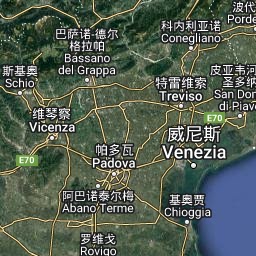 波代
Porde
科内利亚诺
Conegliano
巴萨诺-德尔
格拉帕
Bassano
del Grappa
斯基奥
Schio
特雷维索
Treviso
皮亚韦河
圣多纳
San Don
di Piav
维琴察
Vicenza
E70
威尼斯
Venezia
E70
帕多瓦
Padova
阿巴诺泰尔梅
Abano Terme
基奥贾
Chioggia
罗维戈
Rovigo